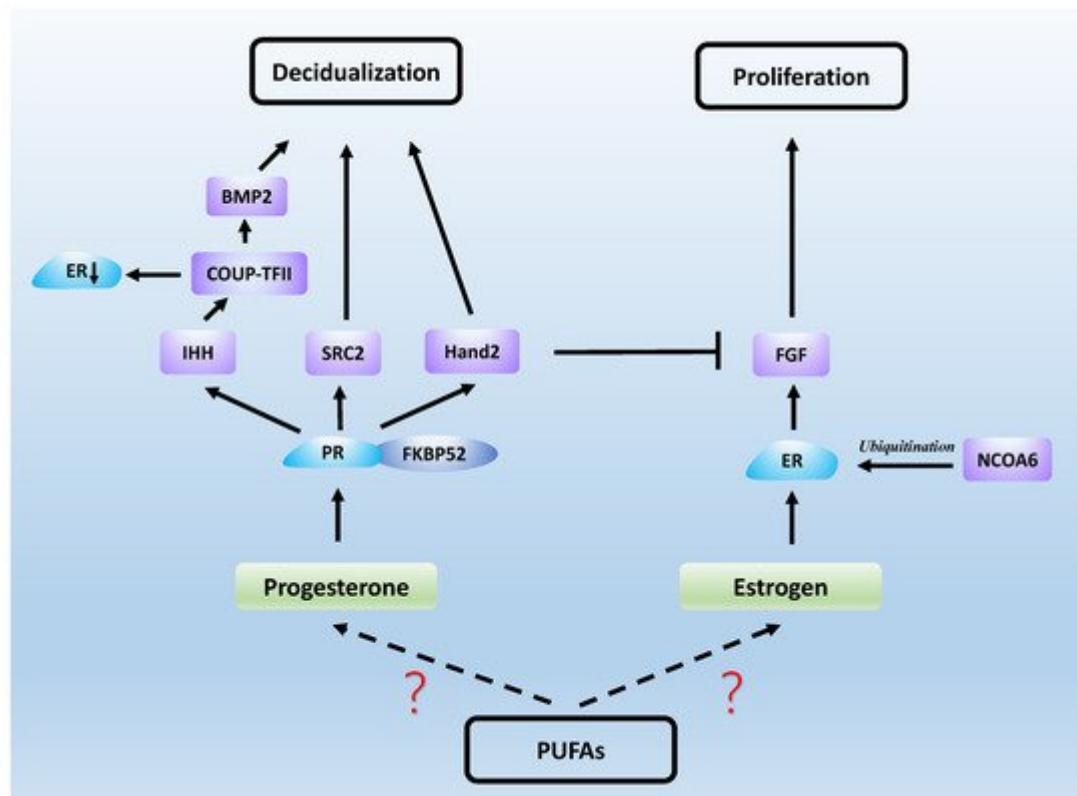 Decidualization
Proliferation
BMP2
ER↓
COUP-TFII
IHH
SRC2
Hand2
FGF
PR
FKBP52
ER
Ubiquitination
NCOA6
Progesterone
Estrogen
?
?
PUFAs